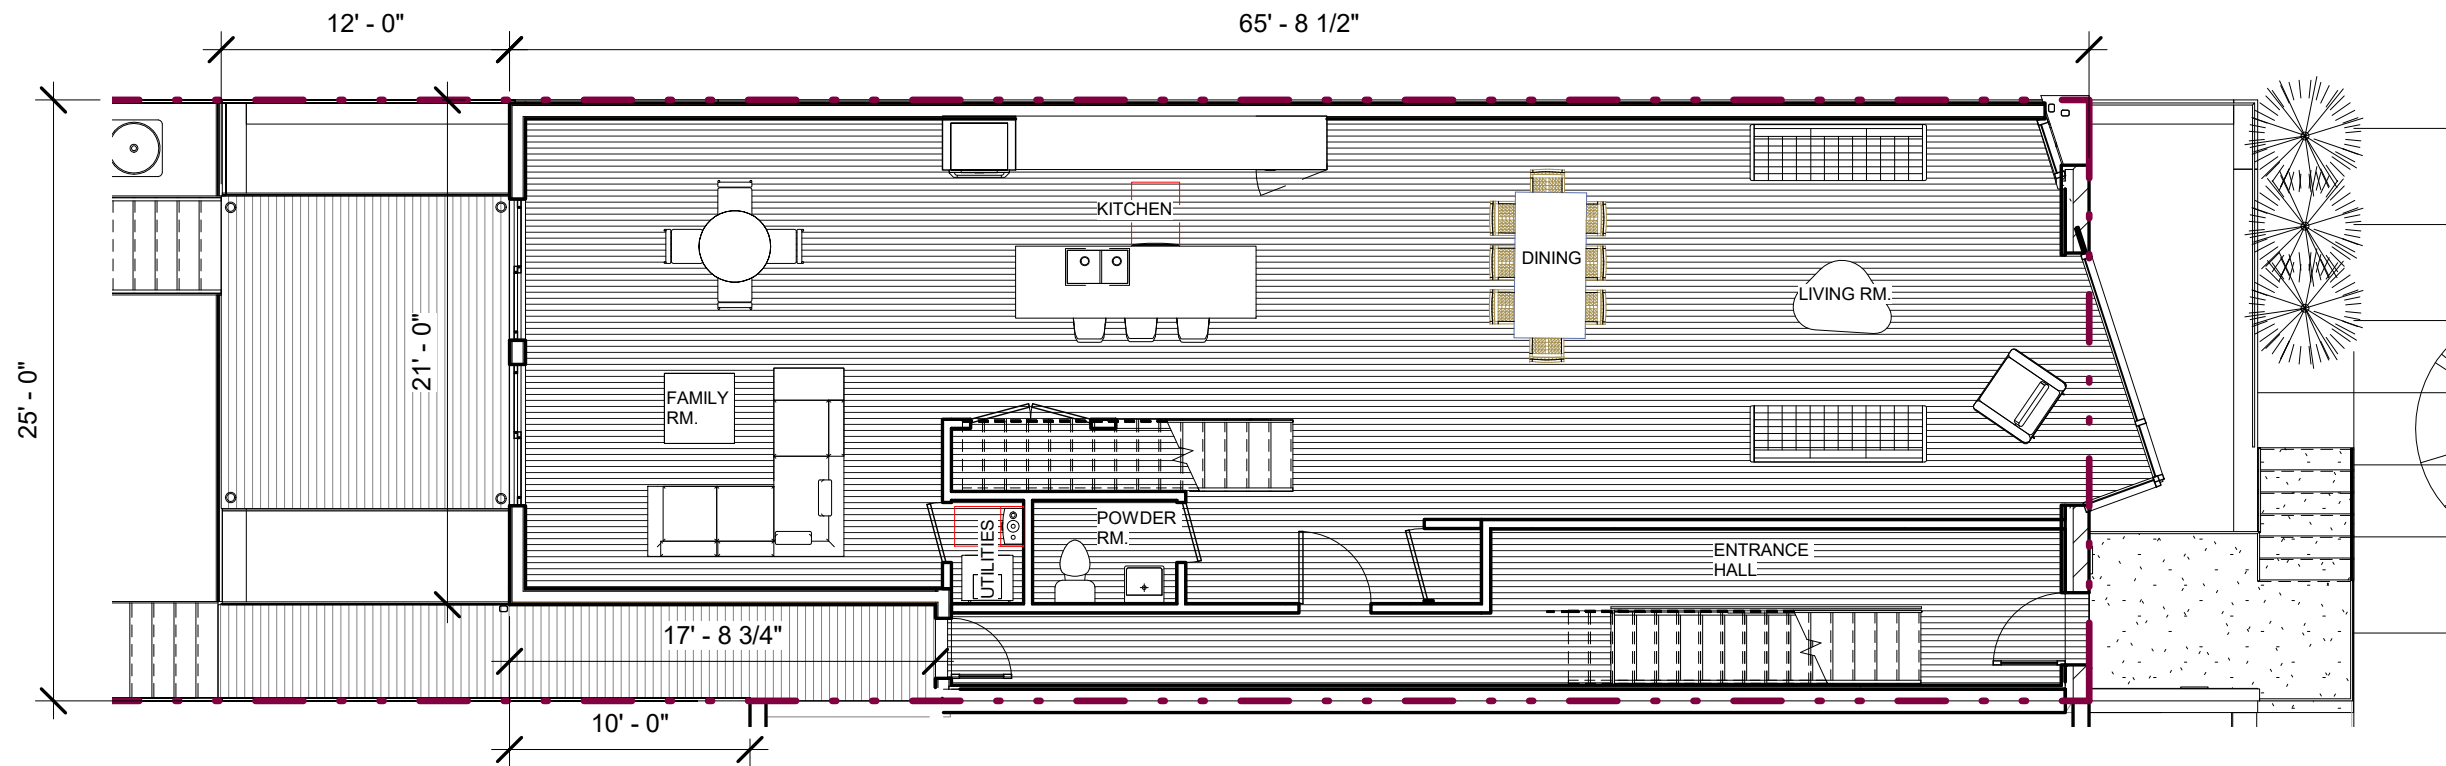 12' - 0"
65' - 8 1/2"
KITCHEN
DINING
LIVING RM.
25' - 0"
21' - 0"
FAMILY
RM.
POWDER
RM.
UTILITIES
ENTRANCE
HALL
17' - 8 3/4"
10' - 0"